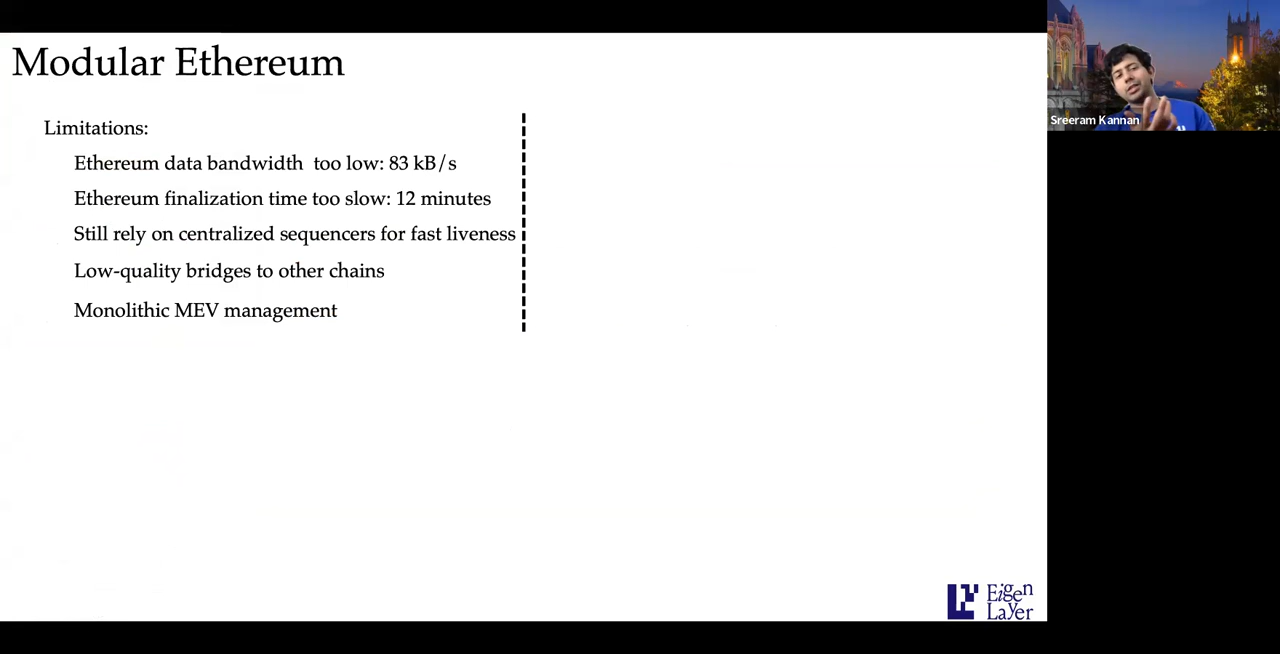 Modular Ethereum
Limitations:
Ethereum data bandwidth too low: 83 kB/s
Ethereum finalization time too slow: 12 minutes
Still rely on centralized sequencers for fast liveness
Low-quality bridges to other chains
Monolithic MEV management
Sreeram Kannan
Eigen
Layer